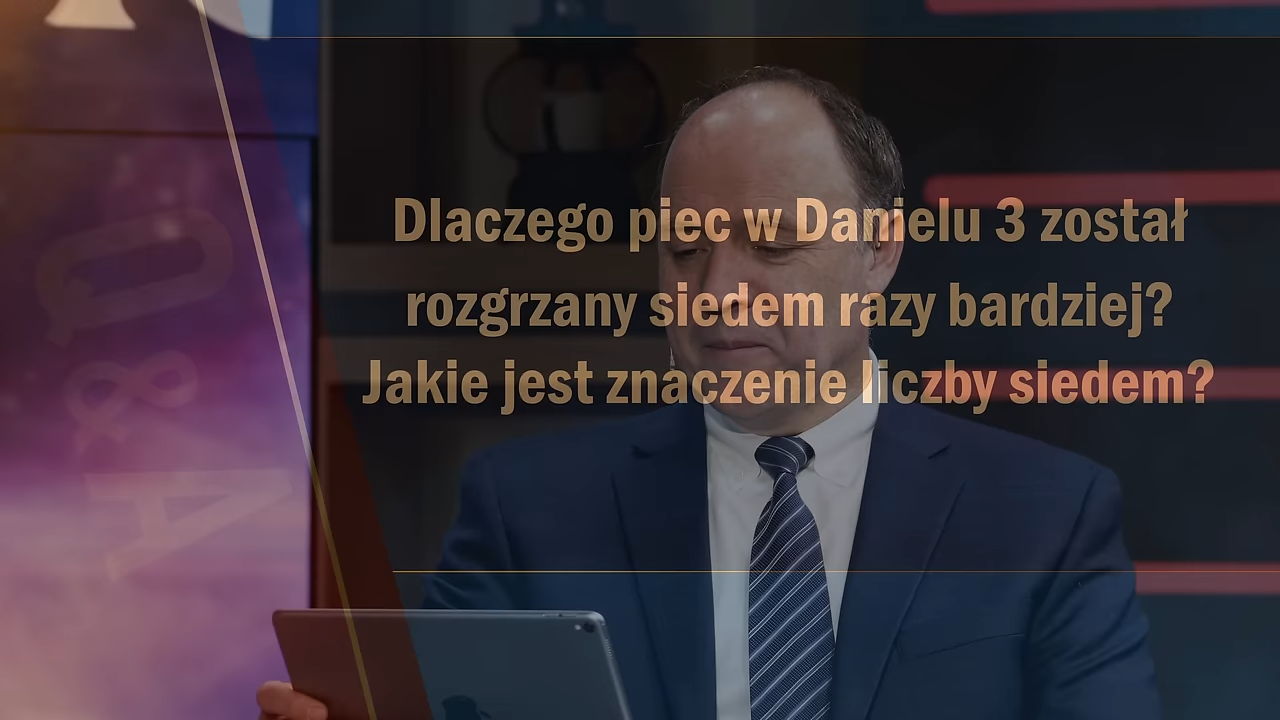 Dlaczego piec w Danielu 3 został
rozgrzany siedem razy bardziej?
Jakie jest znaczenie liczby siedem?
Q&A